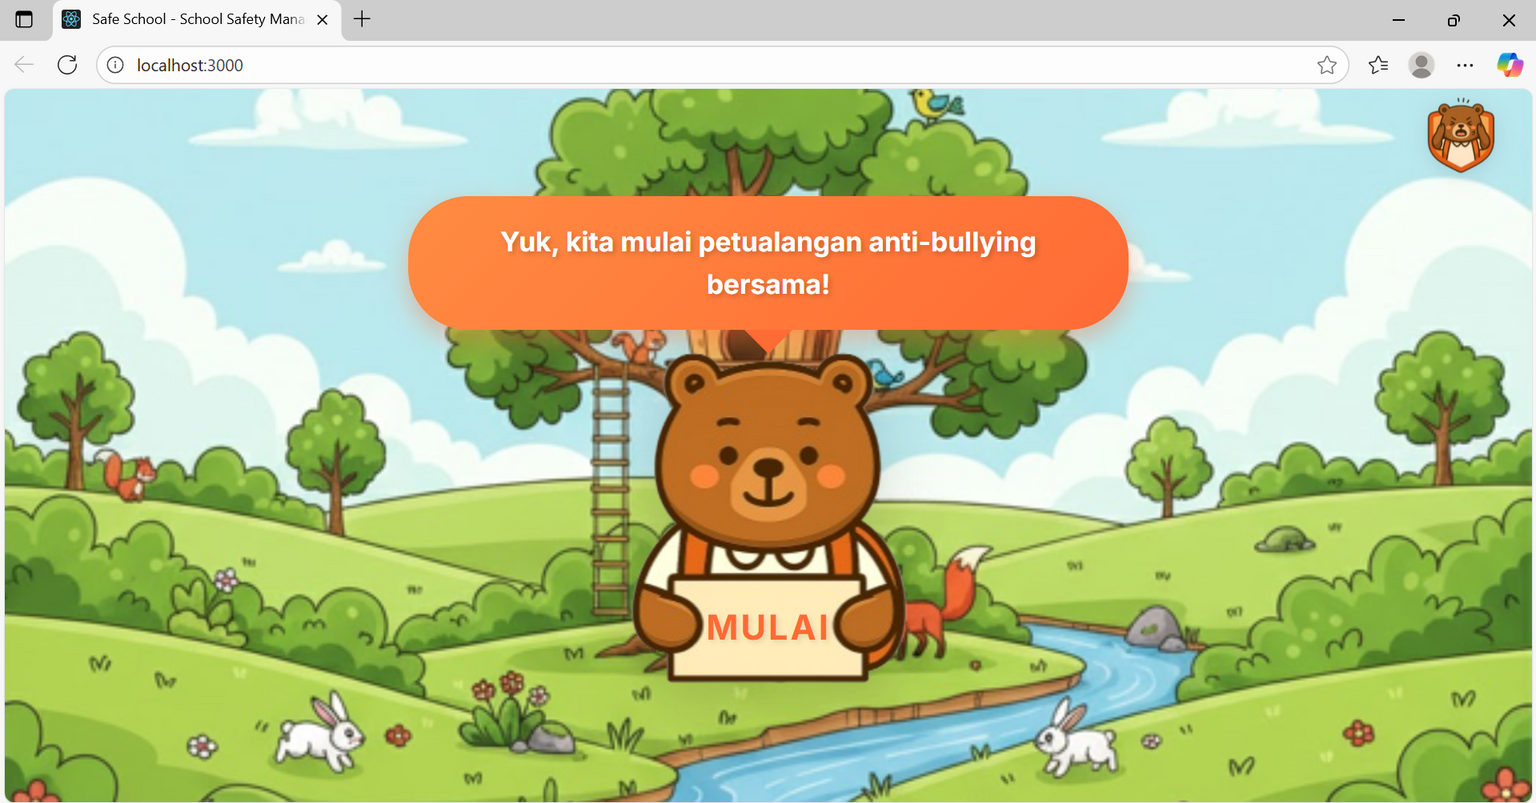 Safe School - School Safety Mana
localhost:3000
Yuk, kita mulai petualangan anti-bullying
bersama!
MULAI